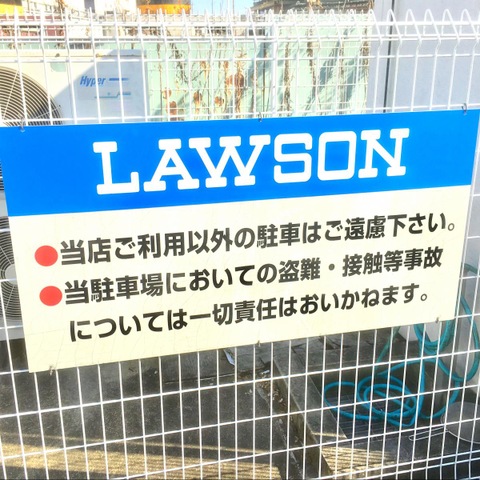 Hyper
LAWSON
●当店ご利用以外の駐車はご遠慮下さい。
●当駐車場においての盗難・接触等事故
については一切責任はおいかねます。